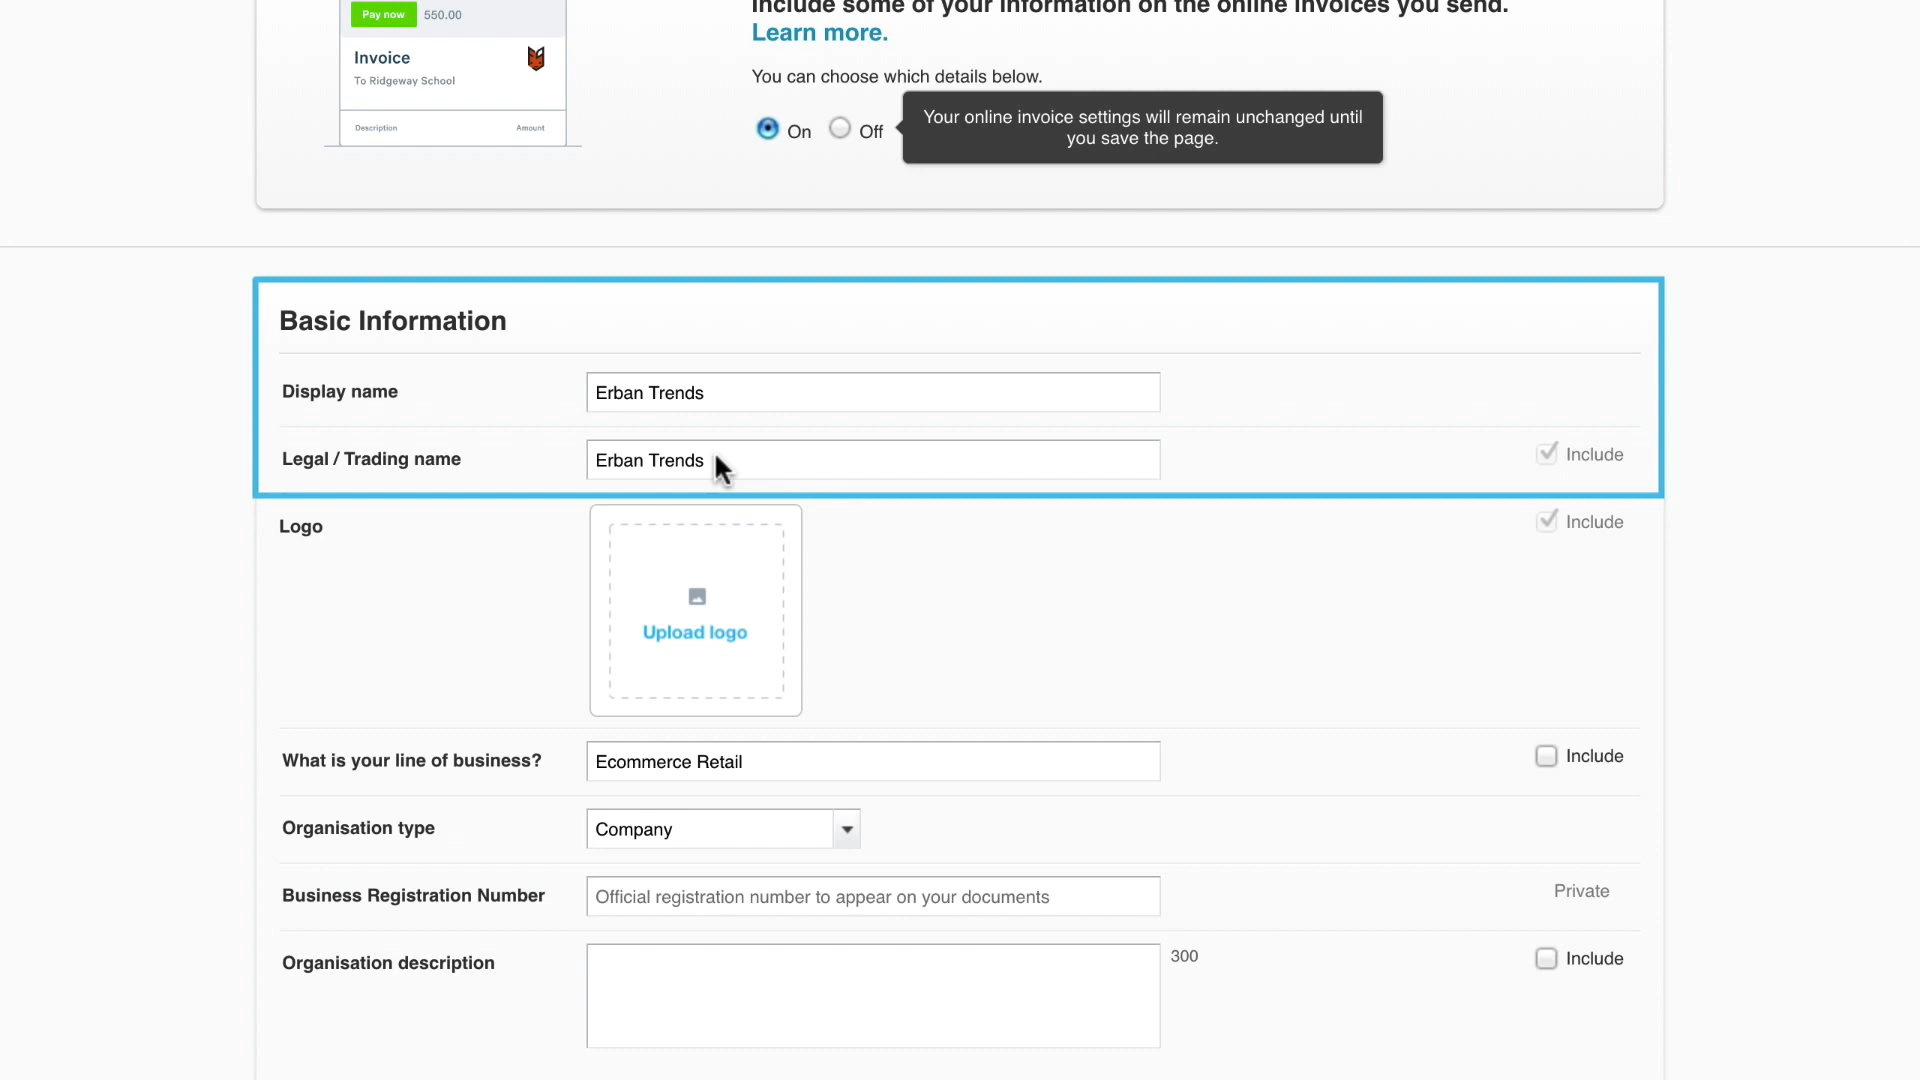 Pay now 550.00
Invoice
To Ridgeway School
Description Amount
Include some of your information on the online invoices you send.
Learn more.
You can choose which details below.
On Off
Your online invoice settings will remain unchanged until
you save the page.
Basic Information
Display name Erban Trends
Legal / Trading name Erban Trends Include
Logo Include
Upload logo
What is your line of business? Ecommerce Retail Include
Organisation type Company
Business Registration Number Official registration number to appear on your documents Private
Organisation description 300 Include